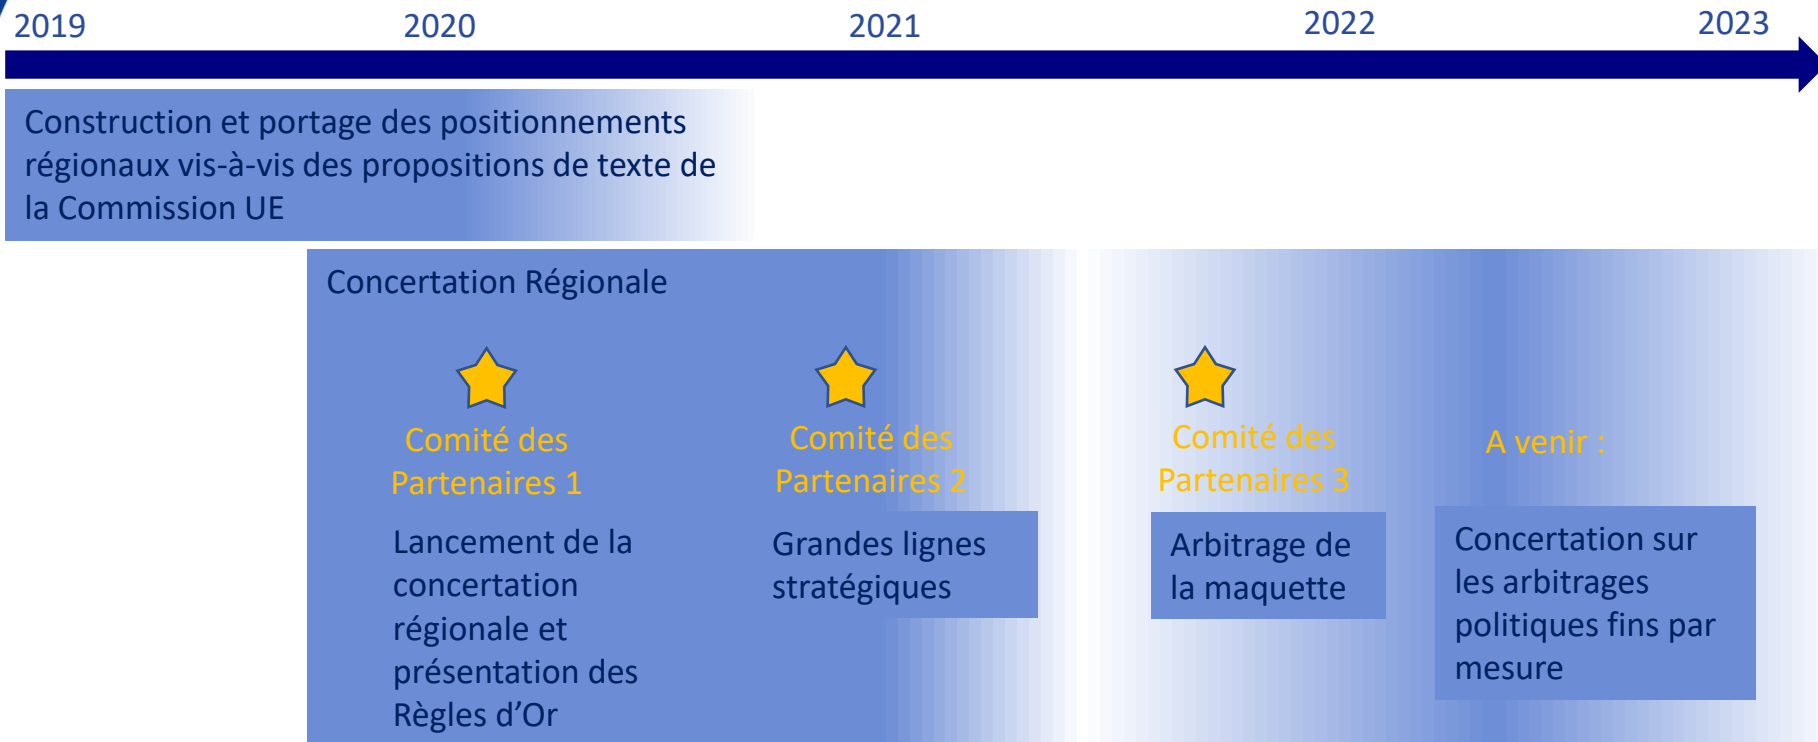 2019
2020
2021
2022
2023
Construction et portage des positionnements
régionaux vis-à-vis des propositions de texte de
la Commission UE
Concertation Régionale
Comité des
Partenaires 1
Lancement de la
concertation
régionale et
présentation des
Règles d’Or
Comité des
Partenaires 2
Grandes lignes
stratégiques
Comité des
Partenaires 3
Arbitrage de
la maquette
A venir :
Concertation sur
les arbitrages
politiques fins par
mesure